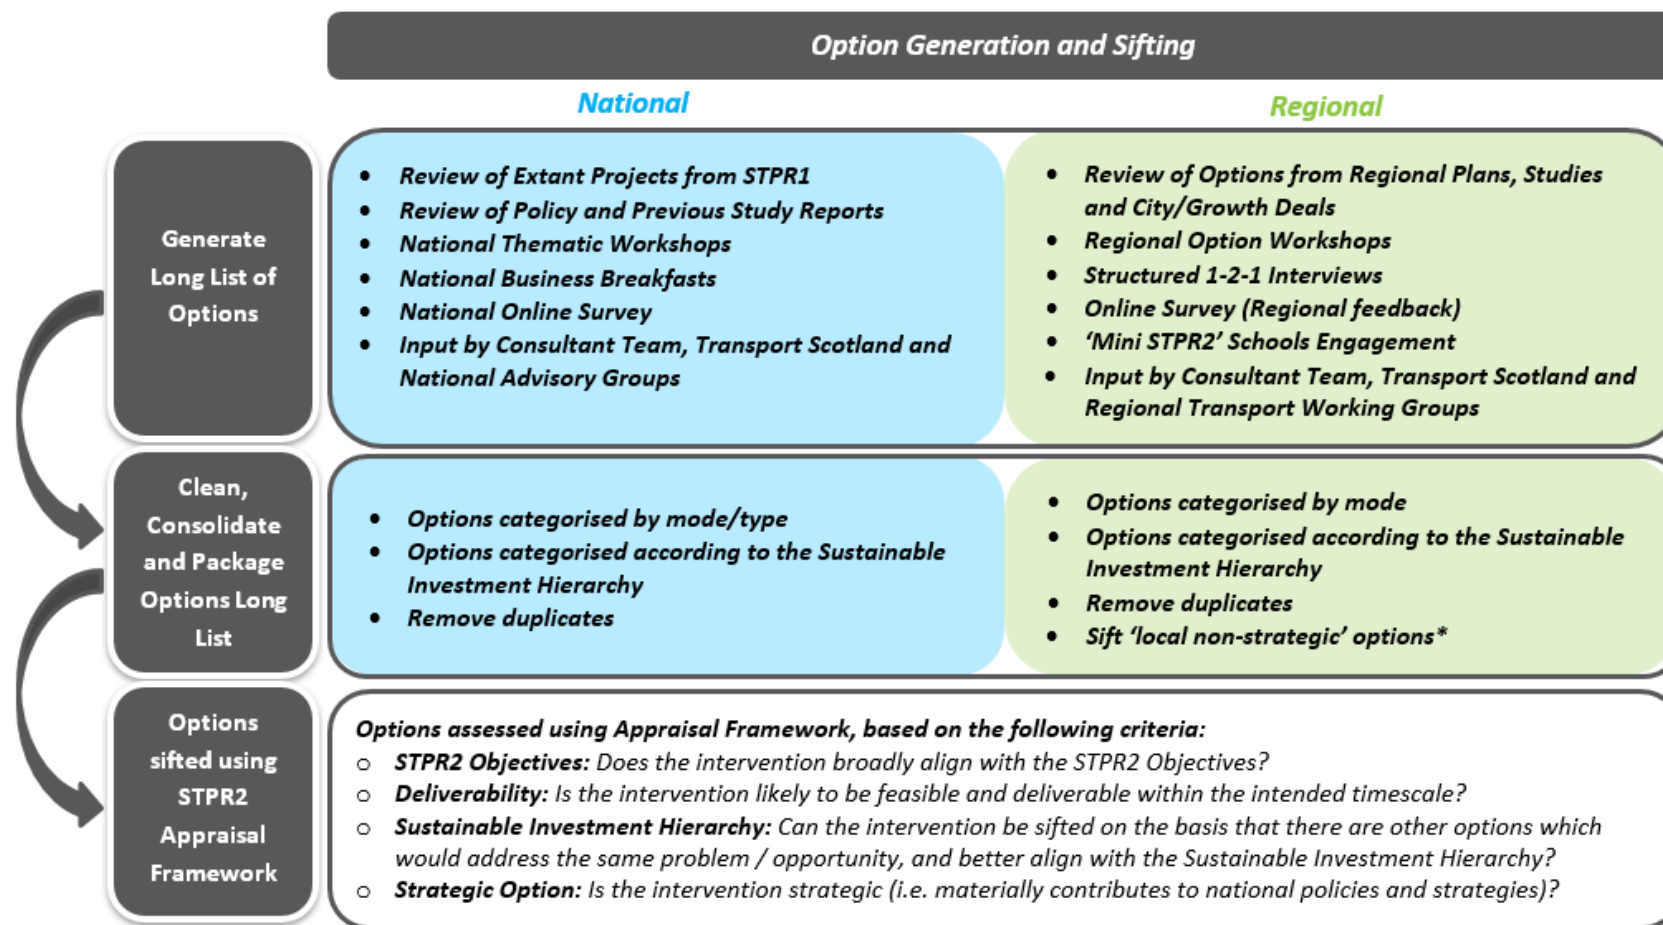 Option Generation and Sifting
National
Regional
Generate
Long List of
Options
• Review of Extant Projects from STPR1
• Review of Policy and Previous Study Reports
• National Thematic Workshops
• National Business Breakfasts
• National Online Survey
• Input by Consultant Team, Transport Scotland and
National Advisory Groups
• Review of Options from Regional Plans, Studies
and City/Growth Deals
• Regional Option Workshops
• Structured 1-2-1 Interviews
• Online Survey (Regional feedback)
• ‘Mini STPR2’ Schools Engagement
• Input by Consultant Team, Transport Scotland and
Regional Transport Working Groups
Clean,
Consolidate
and Package
Options Long
List
• Options categorised by mode/type
• Options categorised according to the Sustainable
Investment Hierarchy
• Remove duplicates
• Options categorised by mode
• Options categorised according to the Sustainable
Investment Hierarchy
• Remove duplicates
• Sift ‘local non-strategic’ options*
Options
sifted using
STPR2
Appraisal
Framework
Options assessed using Appraisal Framework, based on the following criteria:
o STPR2 Objectives: Does the intervention broadly align with the STPR2 Objectives?
o Deliverability: Is the intervention likely to be feasible and deliverable within the intended timescale?
o Sustainable Investment Hierarchy: Can the intervention be sifted on the basis that there are other options which
would address the same problem / opportunity, and better align with the Sustainable Investment Hierarchy?
o Strategic Option: Is the intervention strategic (i.e. materially contributes to national policies and strategies)?